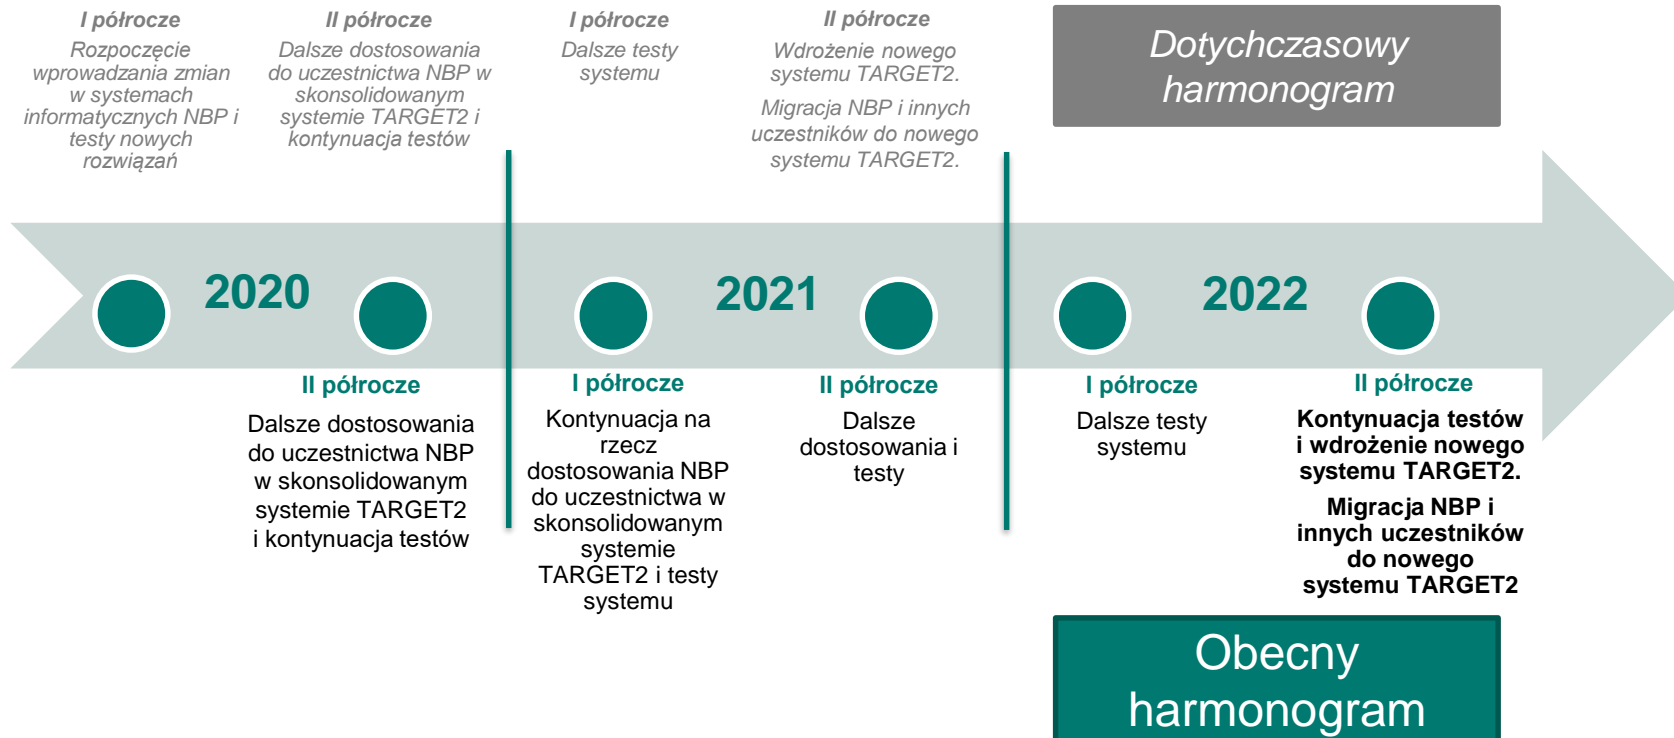 I półrocze
Rozpoczęcie
wprowadzania zmian
w systemach
informatycznych NBP i
testy nowych
rozwiązań
II półrocze
Dalsze dostosowania
do uczestnictwa NBP w
skonsolidowanym
systemie TARGET2 i
kontynuacja testów
I półrocze
Dalsze testy
systemu
II półrocze
Wdrożenie nowego
systemu TARGET2.
Migracja NBP i innych
uczestników do nowego
systemu TARGET2.
Dotychczasowy
harmonogram
2020
2021
2022
II półrocze
Dalsze dostosowania
do uczestnictwa NBP
w skonsolidowanym
systemie TARGET2
i kontynuacja testów
I półrocze
Kontynuacja na
rzecz
dostosowania NBP
do uczestnictwa w
skonsolidowanym
systemie
TARGET2 i testy
systemu
II półrocze
Dalsze
dostosowania i
testy
I półrocze
Dalsze testy
systemu
II półrocze
Kontynuacja testów
i wdrożenie nowego
systemu TARGET2.
Migracja NBP i
innych uczestników
do nowego
systemu TARGET2
Obecny
harmonogram